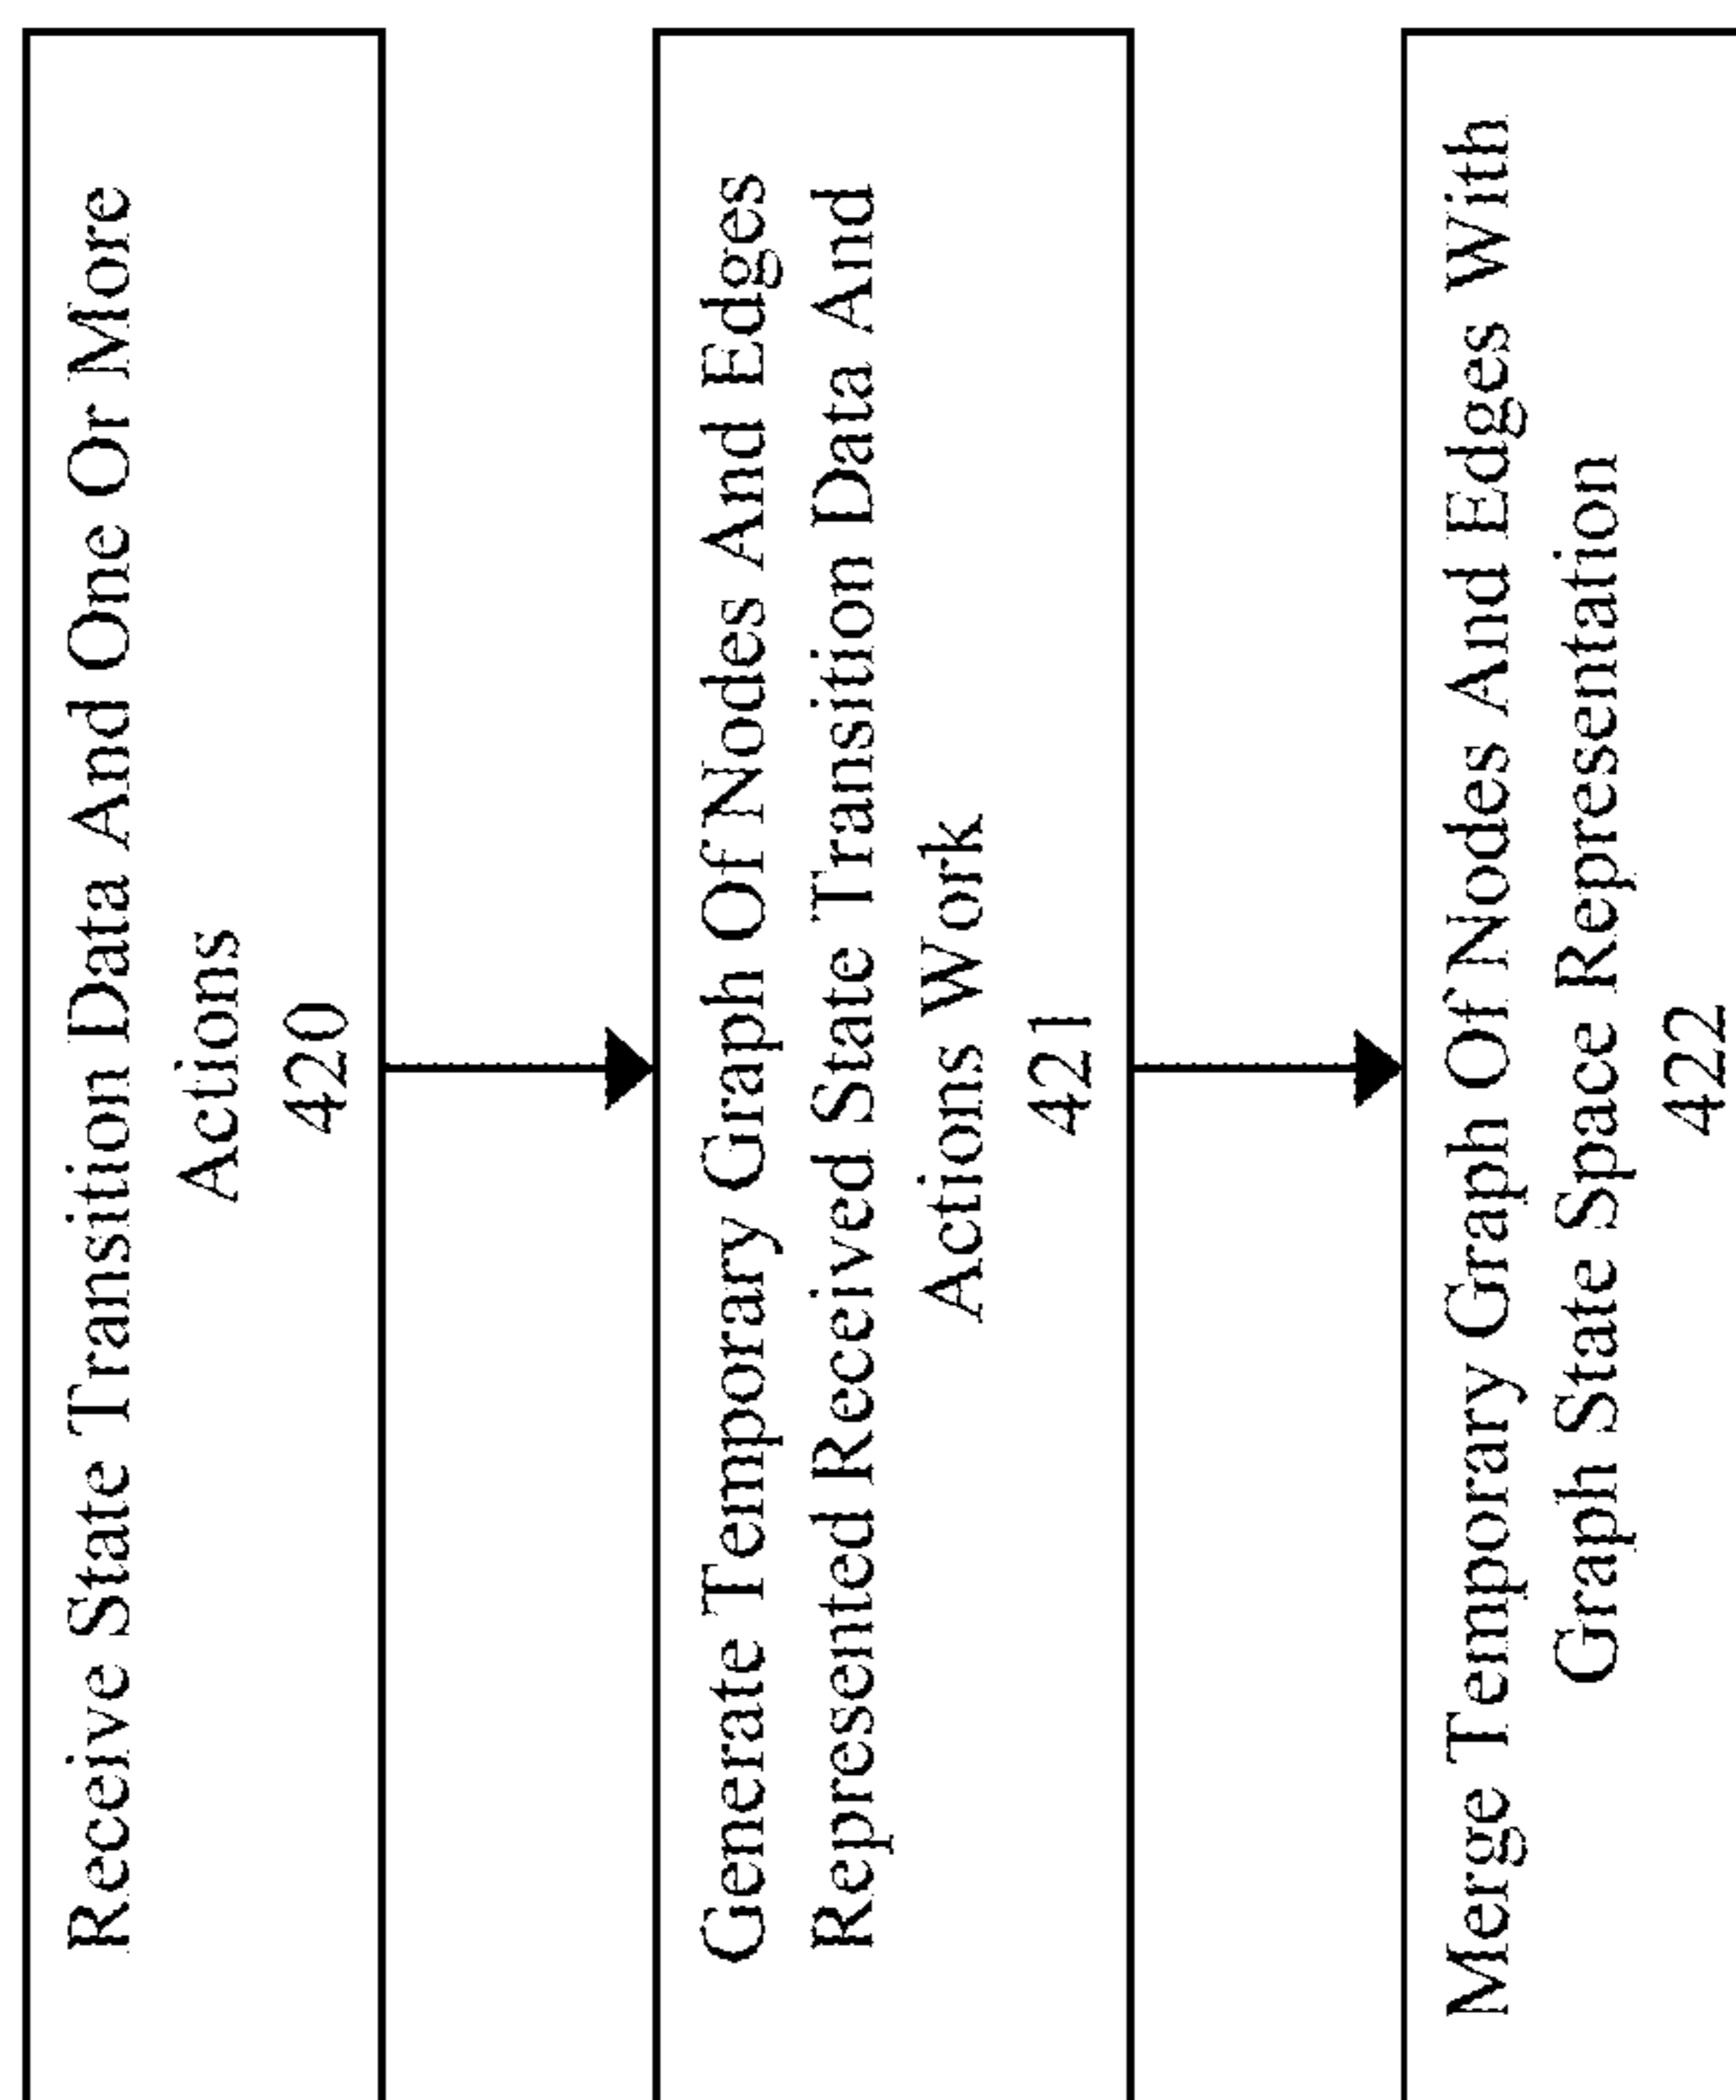 Receive State Transition Data And One Or More
Actions
420
Generate Temporary Graph Of Nodes And Edges
Represented Received State Transition Data And
Actions Work
421
Merge Temporary Graph Of Nodes And Edges With
Graph State Space Representation
422